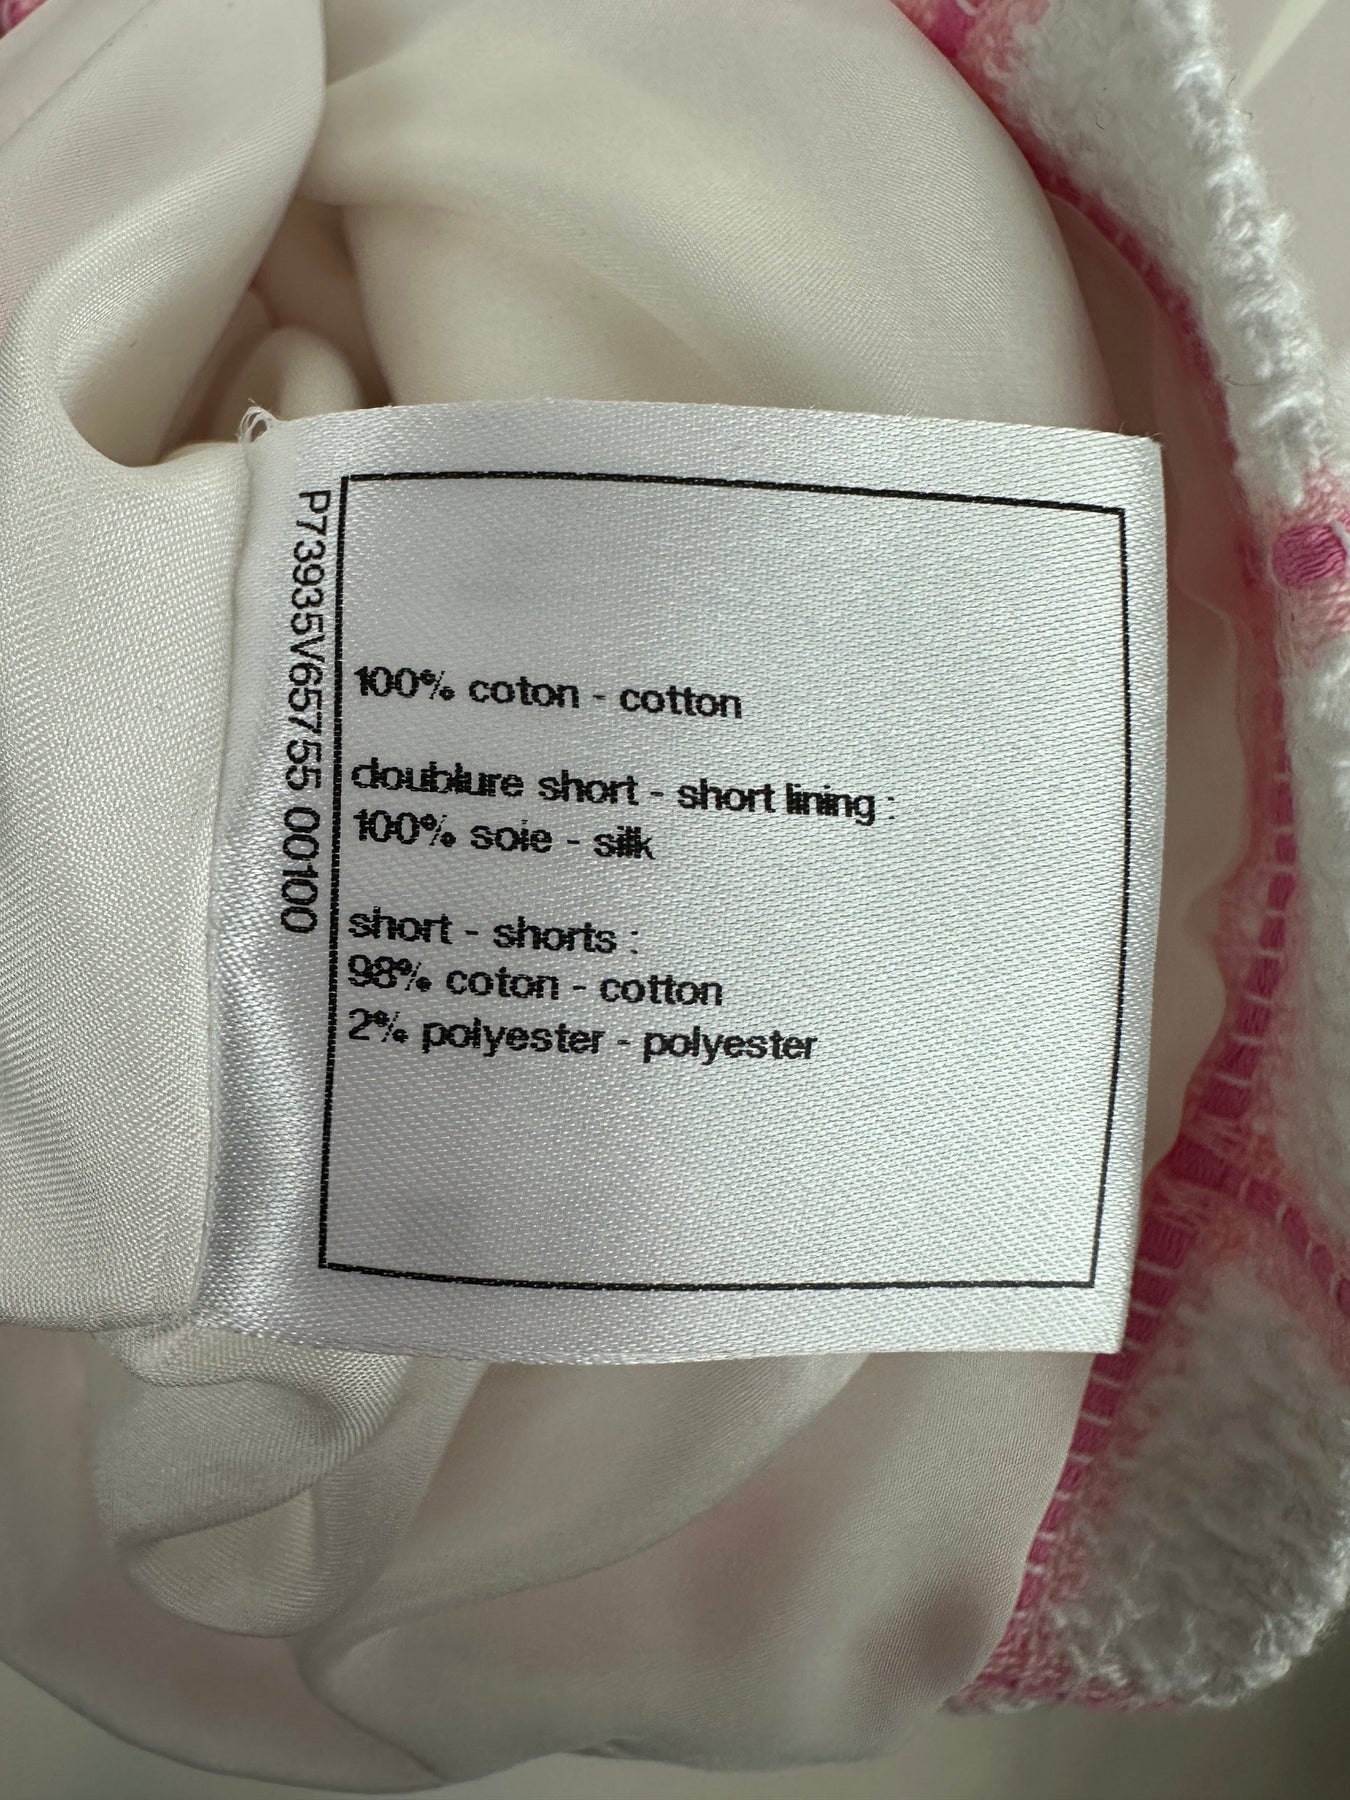 P73935V65755 00100
100% coton - cotton
doublure short - short lining :
100% soie - silk
short - shorts :
98% coton - cotton
2% polyester - polyester